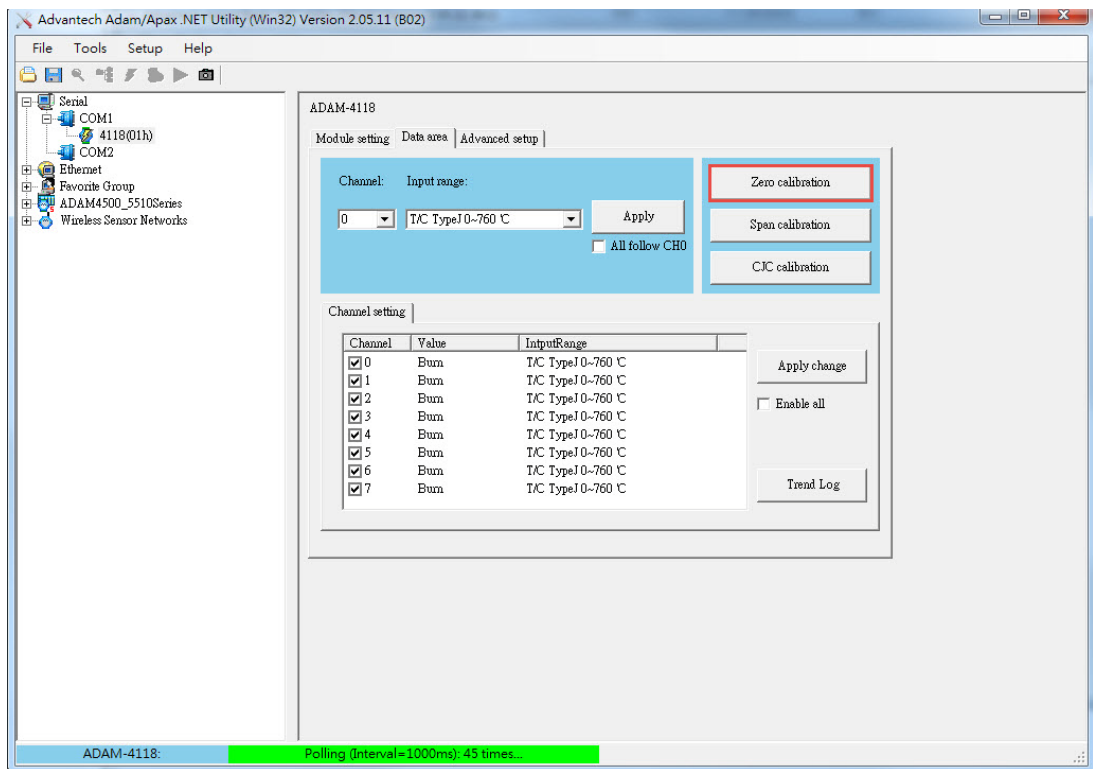 Advantech Adam/Apax .NET Utility (Win32) Version 2.05.11 (B02)
File Tools Setup Help
Serial
COM1
4118(01h)
COM2
Ethernet
Favorite Group
ADAM4500_5510Series
Wireless Sensor Networks
ADAM-4118
Module setting Data area Advanced setup
Channel: Input range:
0 T/C TypeJ 0~760 ℃ Apply
All follow CH0
Zero calibration
Span calibration
CJC calibration
Channel setting
Channel Value IntputRange
0 Burn T/C TypeJ 0~760 ℃
1 Burn T/C TypeJ 0~760 ℃
2 Burn T/C TypeJ 0~760 ℃
3 Burn T/C TypeJ 0~760 ℃
4 Burn T/C TypeJ 0~760 ℃
5 Burn T/C TypeJ 0~760 ℃
6 Burn T/C TypeJ 0~760 ℃
7 Burn T/C TypeJ 0~760 ℃
Apply change
Enable all
Trend Log
ADAM-4118: Polling (Interval=1000ms): 45 times...